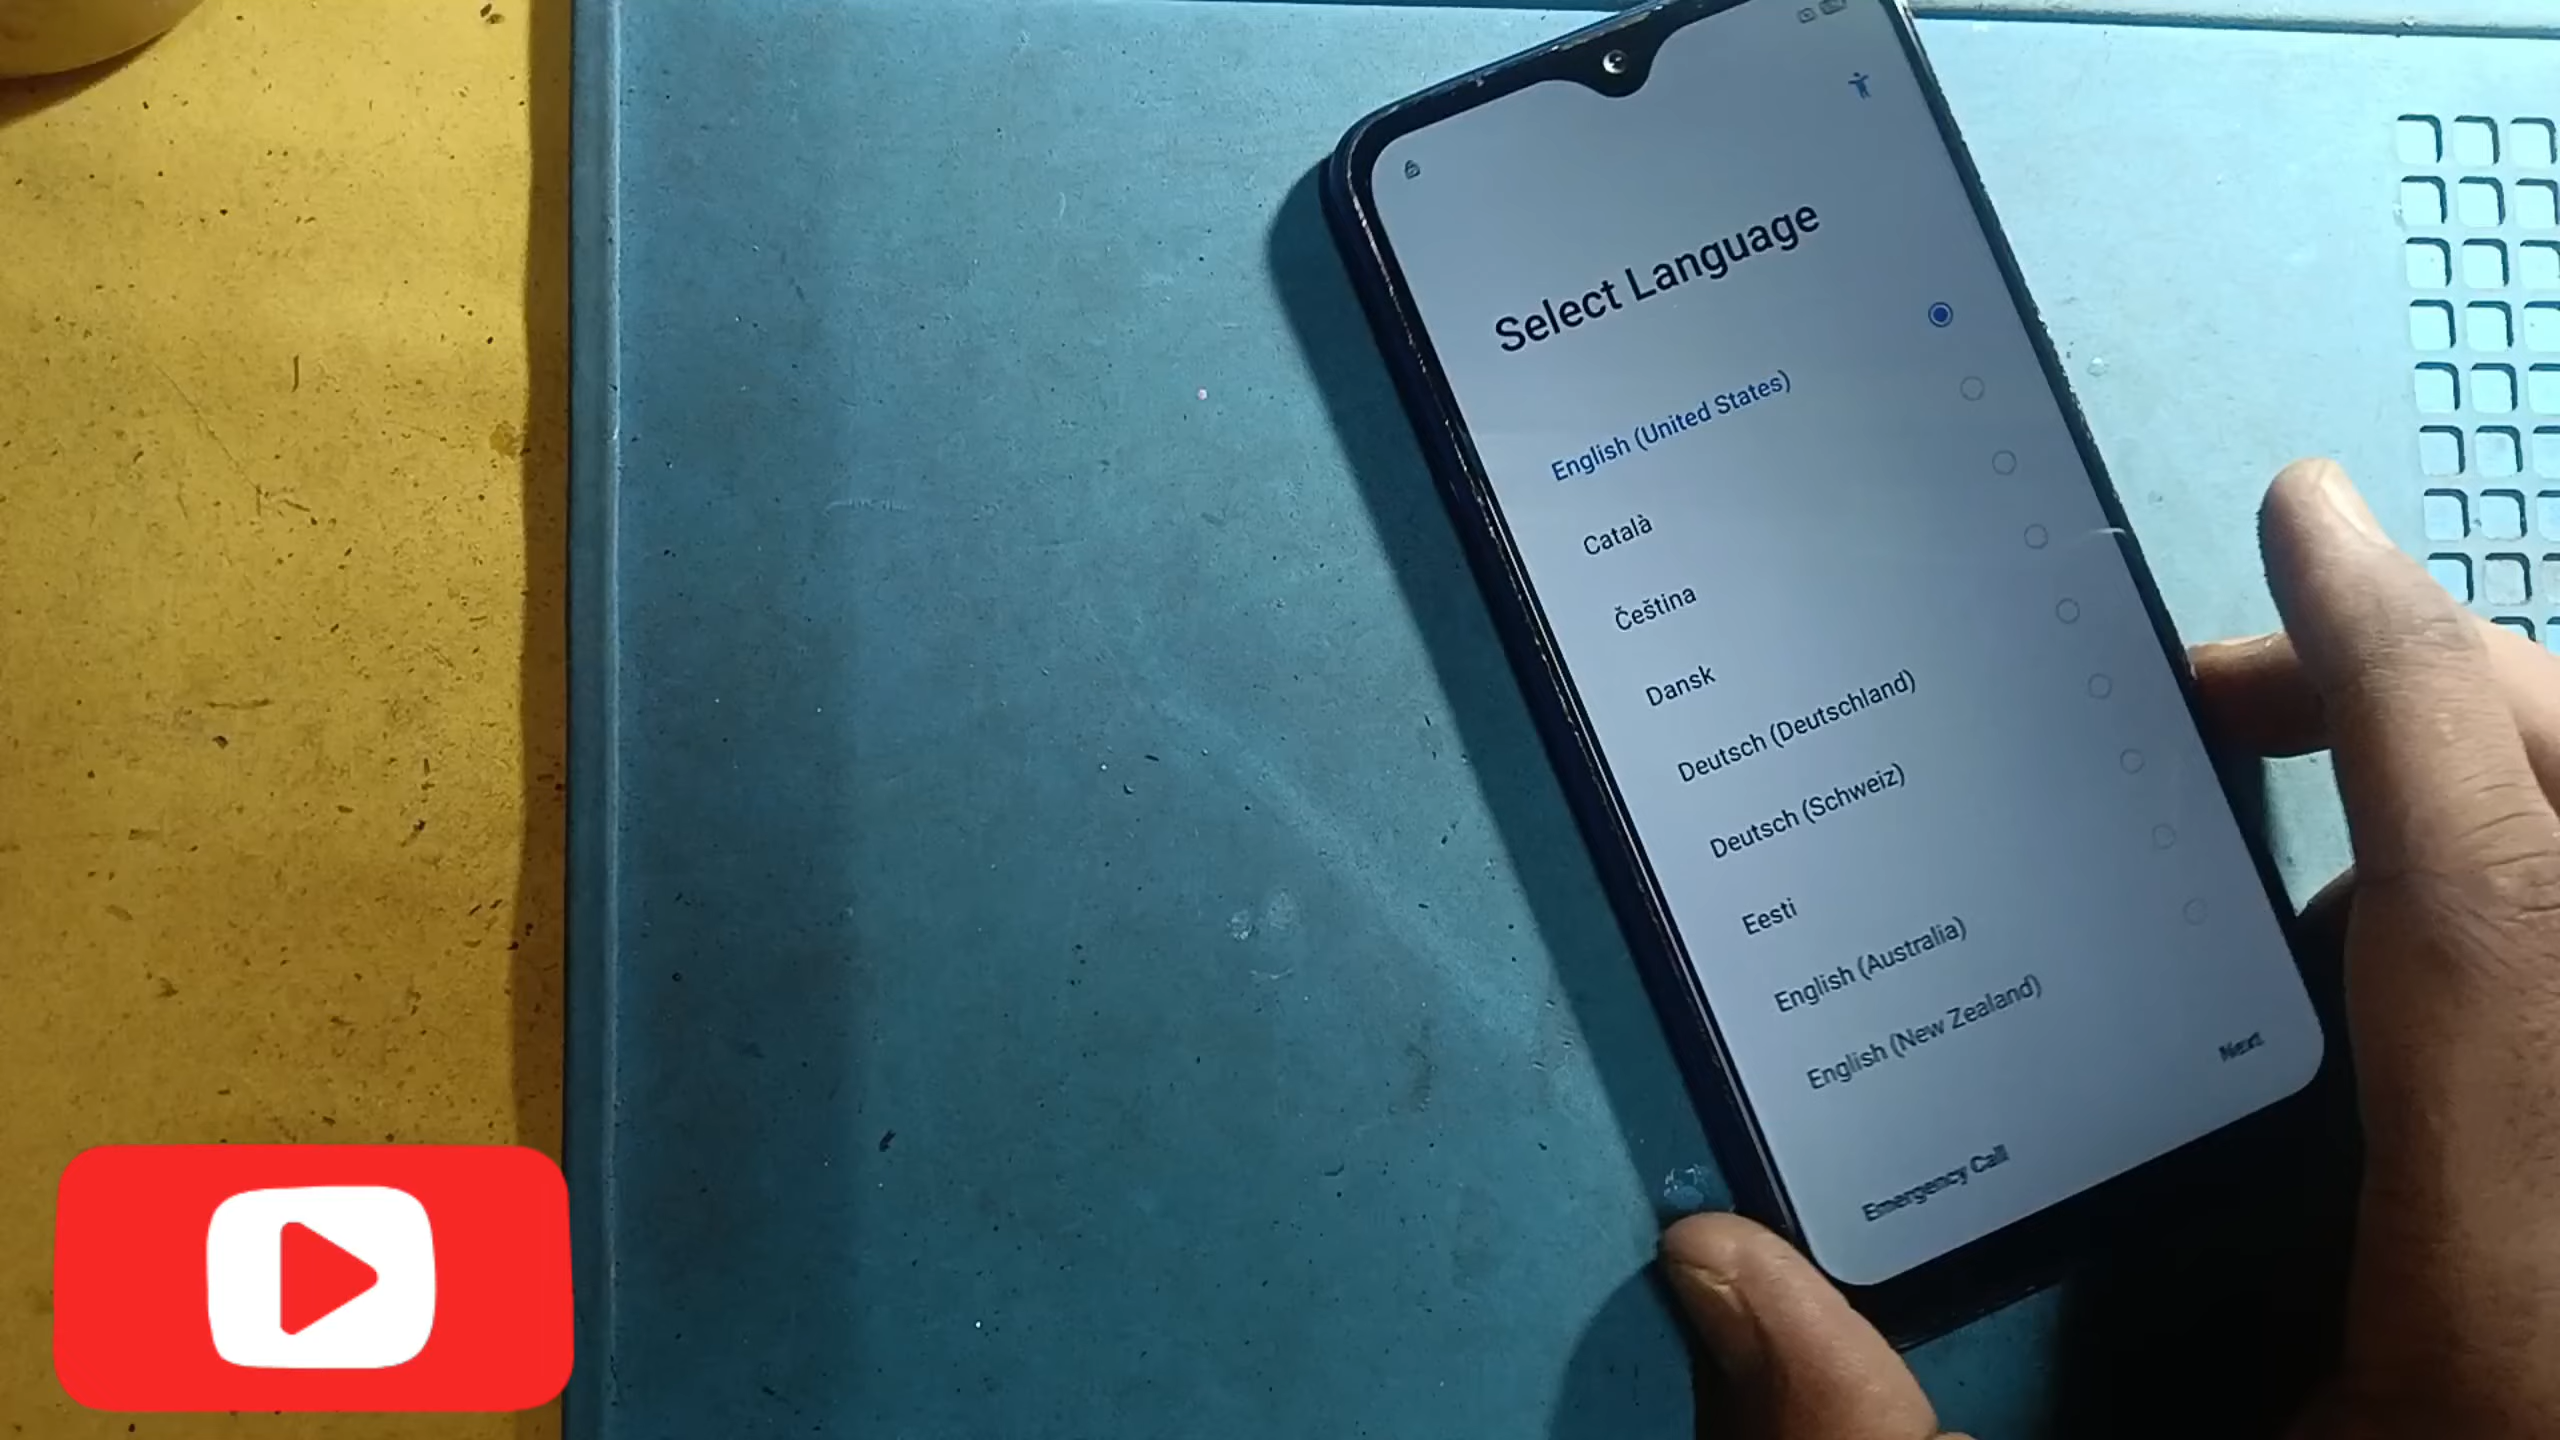 Select Language
English (United States)
Català
Čeština
Dansk
Deutsch (Deutschland)
Deutsch (Schweiz)
Eesti
English (Australia)
English (New Zealand)
Next
Emergency Call